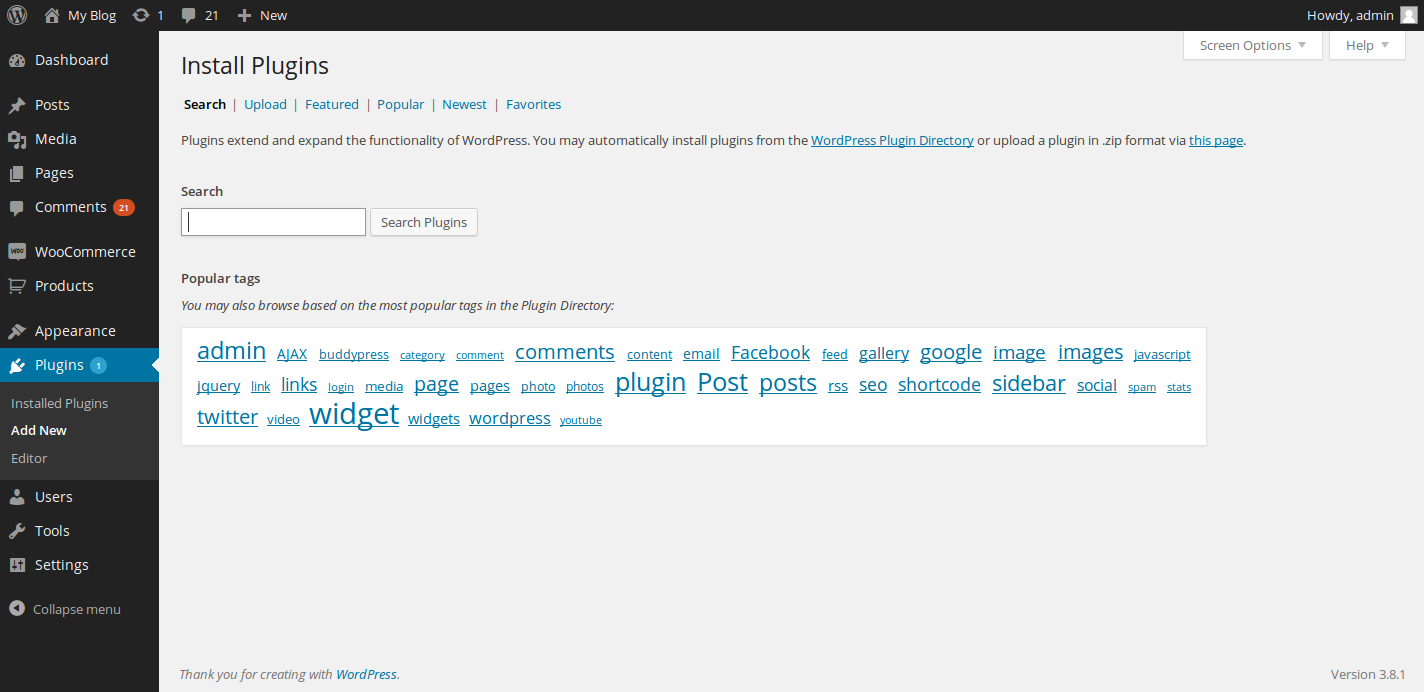 My Blog 1 21 New Howdy, admin
Screen Options Help
Dashboard
Posts
Media
Pages
Comments 21
WOO WooCommerce
Products
Appearance
Plugins 1
Installed Plugins
Add New
Editor
Users
Tools
Settings
Collapse menu
Install Plugins
Search | Upload | Featured | Popular | Newest | Favorites
Plugins extend and expand the functionality of WordPress. You may automatically install plugins from the WordPress Plugin Directory or upload a plugin in .zip format via this page.
Search
Search Plugins
Popular tags
You may also browse based on the most popular tags in the Plugin Directory:
admin AJAX buddypress category comment comments content email Facebook feed gallery google image images javascript
jquery link links login media page pages photo photos plugin Post posts rss seo shortcode sidebar social spam stats
twitter video widget widgets wordpress youtube
Thank you for creating with WordPress. Version 3.8.1